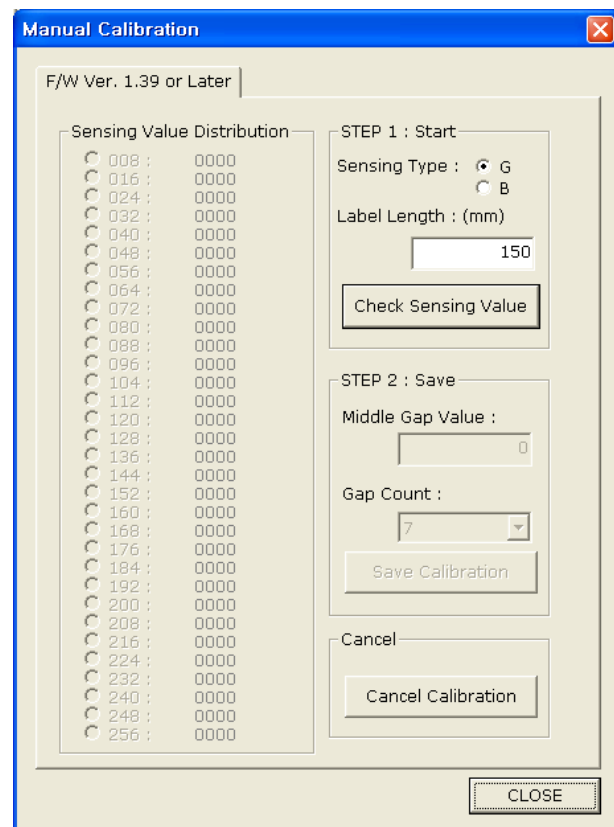 Manual Calibration
F/W Ver. 1.39 or Later
Sensing Value Distribution
008 : 0000
016 : 0000
024 : 0000
032 : 0000
040 : 0000
048 : 0000
056 : 0000
064 : 0000
072 : 0000
080 : 0000
088 : 0000
096 : 0000
104 : 0000
112 : 0000
120 : 0000
128 : 0000
136 : 0000
144 : 0000
152 : 0000
160 : 0000
168 : 0000
176 : 0000
184 : 0000
192 : 0000
200 : 0000
208 : 0000
216 : 0000
224 : 0000
232 : 0000
240 : 0000
248 : 0000
256 : 0000
STEP 1 : Start
Sensing Type : G
B
Label Length : (mm)
150
Check Sensing Value
STEP 2 : Save
Middle Gap Value :
0
Gap Count :
7
Save Calibration
Cancel
Cancel Calibration
CLOSE